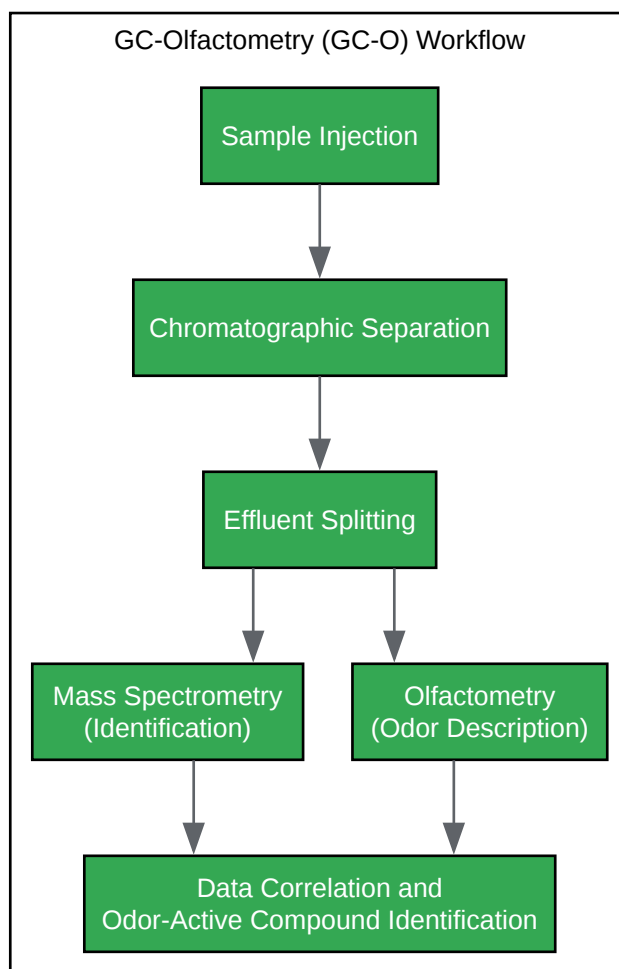 GC-Olfactometry (GC-O) Workflow
Sample Injection
Chromatographic Separation
Effluent Splitting
Mass Spectrometry
(Identification)
Olfactometry
(Odor Description)
Data Correlation and
Odor-Active Compound Identification